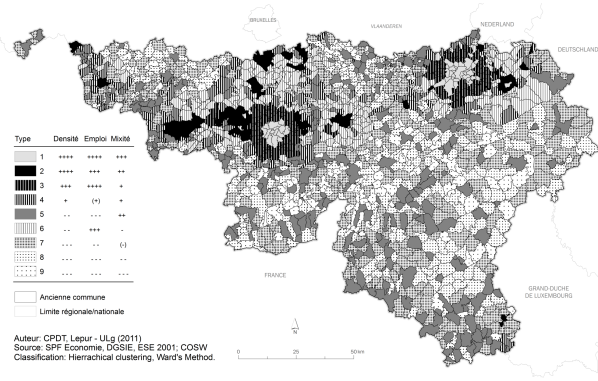 BRUXELLES
VLAANDEREN
NEDERLAND
DEUTSCHLAND
Type Densité Emploi Mixité
1 ++++ ++++ +++
2 ++++ +++ ++
3 +++ ++++ +
4 + (+) +
5 -- --- ++
6 -- +++ -
7 --- -- (-)
8 --- --- --
9 --- --- ---
Ancienne commune
Limite régionale/nationale
FRANCE
GRAND-DUCHE
DE LUXEMBOURG
N
0 25 50 km
Auteur: CPDT, Lepur - ULg (2011)
Source: SPF Economie, DGSIE, ESE 2001; COSW
Classification: Hierrachical clustering, Ward's Method.